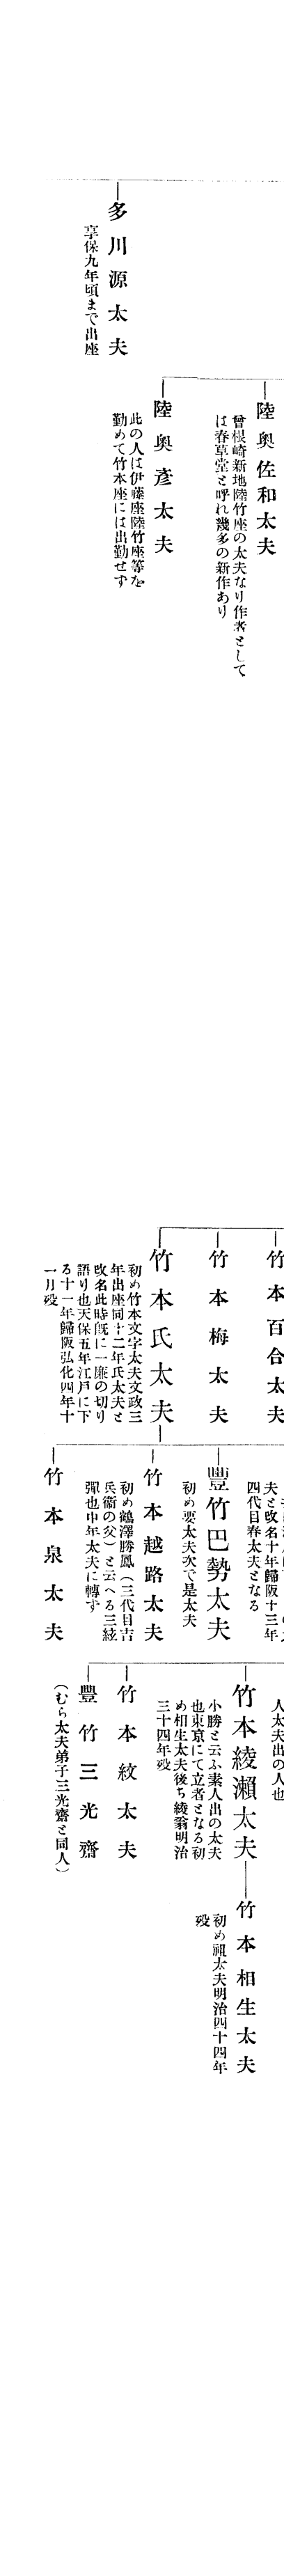 多川源太夫
享保九年頃まで出座
陸奥佐和太夫
曾根崎新地陸竹座の太夫なり作者として
は春草堂と呼れ幾多の新作あり
陸奥彦太夫
此の人は伊藤座陸竹座等を
勤めて竹本座には出勤せず
竹本百合太夫
竹本梅太夫
竹本氏太夫
初め竹本文字太夫文政三
年出座同十二年氏太夫と
改名此時既に一廉の切り
語り也天保五年江戸に下
る十一年歸阪弘化四年十
一月歿
夫と改名十年歸阪十三年
四代目春太夫となる
豐竹巴勢太夫
初め要太夫次で是太夫
竹本越路太夫
初め鶴澤勝鳳(三代目吉
兵衞の父)と云へる三絃
彈也中年太夫に轉ず
竹本泉太夫
人太夫出の人也
竹本綾瀨太夫
小勝と云ふ素人出の太夫
也東京にて立者となる初
め相生太夫後ち綾翁明治
三十四年歿
竹本相生太夫
初め祖太夫明治四十四年
歿
竹本紋太夫
豐竹三光齋
(むら太夫弟子三光齋と同人)